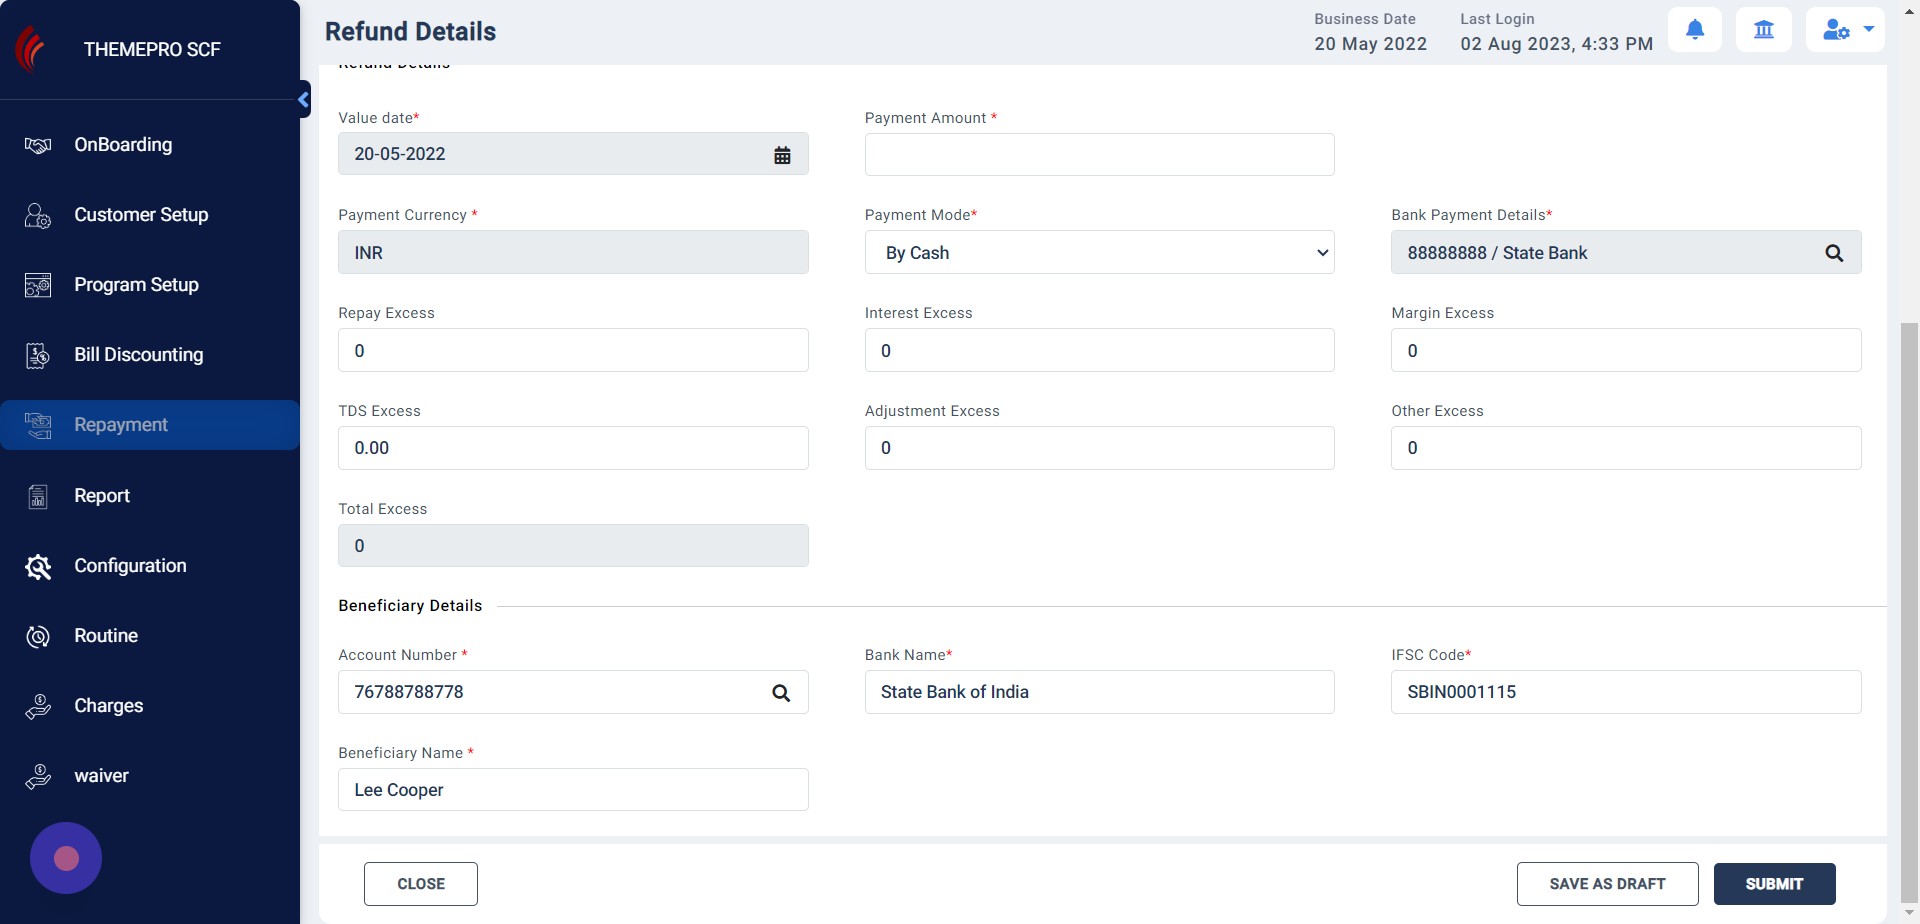 THEMEPRO SCF
OnBoarding
Customer Setup
Program Setup
Bill Discounting
Repayment
Report
Configuration
Routine
Charges
waiver
Refund Details
Business Date
20 May 2022
Last Login
02 Aug 2023, 4:33 PM
Refund Details
Value date*
20-05-2022
Payment Amount *
Payment Currency *
INR
Payment Mode*
By Cash
Bank Payment Details*
88888888 / State Bank
Repay Excess
0
Interest Excess
0
Margin Excess
0
TDS Excess
0.00
Adjustment Excess
0
Other Excess
0
Total Excess
0
Beneficiary Details
Account Number *
76788788778
Bank Name*
State Bank of India
IFSC Code*
SBIN0001115
Beneficiary Name *
Lee Cooper
CLOSE
SAVE AS DRAFT
SUBMIT